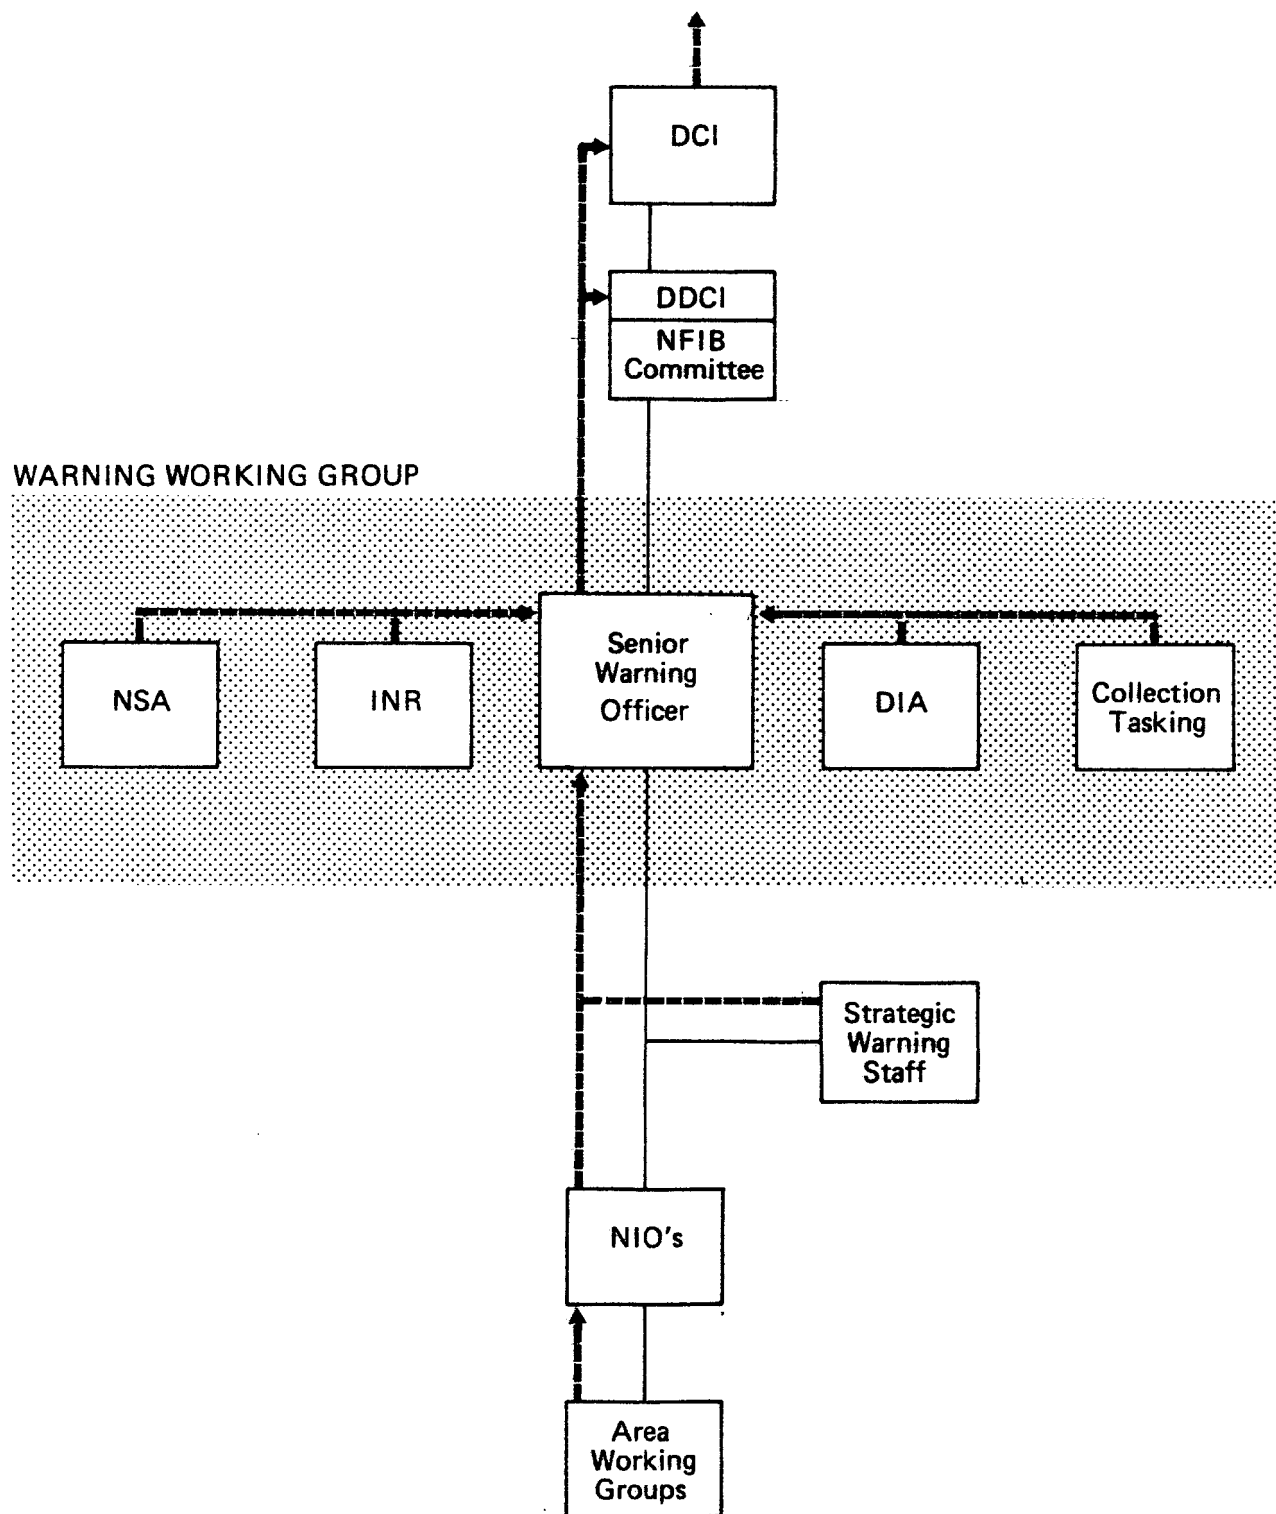 DCI
DDCI
NFIB
Committee
WARNING WORKING GROUP
NSA
INR
Senior
Warning
Officer
DIA
Collection
Tasking
Strategic
Warning
Staff
NIO's
Area
Working
Groups